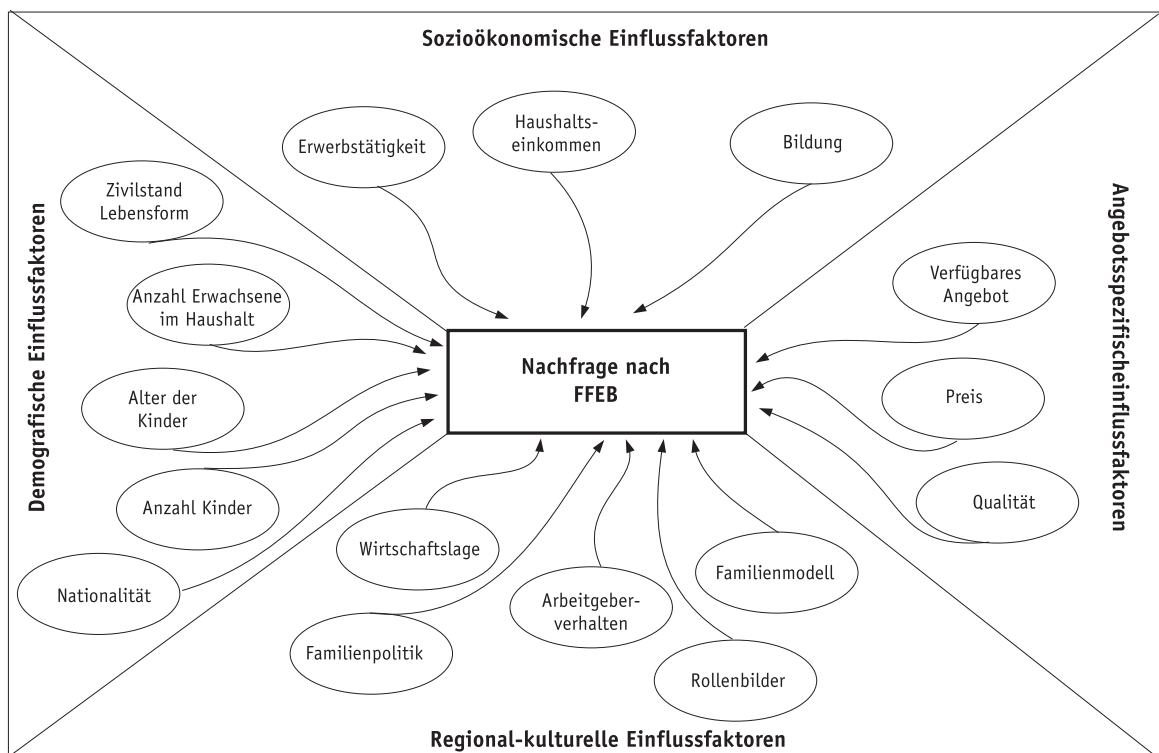 Sozioökonomische Einflussfaktoren
Erwerbstätigkeit
Haushalts-
einkommen
Bildung
Demografische Einflussfaktoren
Zivilstand
Lebensform
Anzahl Erwachsene
im Haushalt
Alter der
Kinder
Anzahl Kinder
Nationalität
Nachfrage nach
FFEB
Angebotsspezifischeinflussfaktoren
Verfügbares
Angebot
Preis
Qualität
Wirtschaftslage
Familienpolitik
Arbeitgeber-
verhalten
Familienmodell
Rollenbilder
Regional-kulturelle Einflussfaktoren